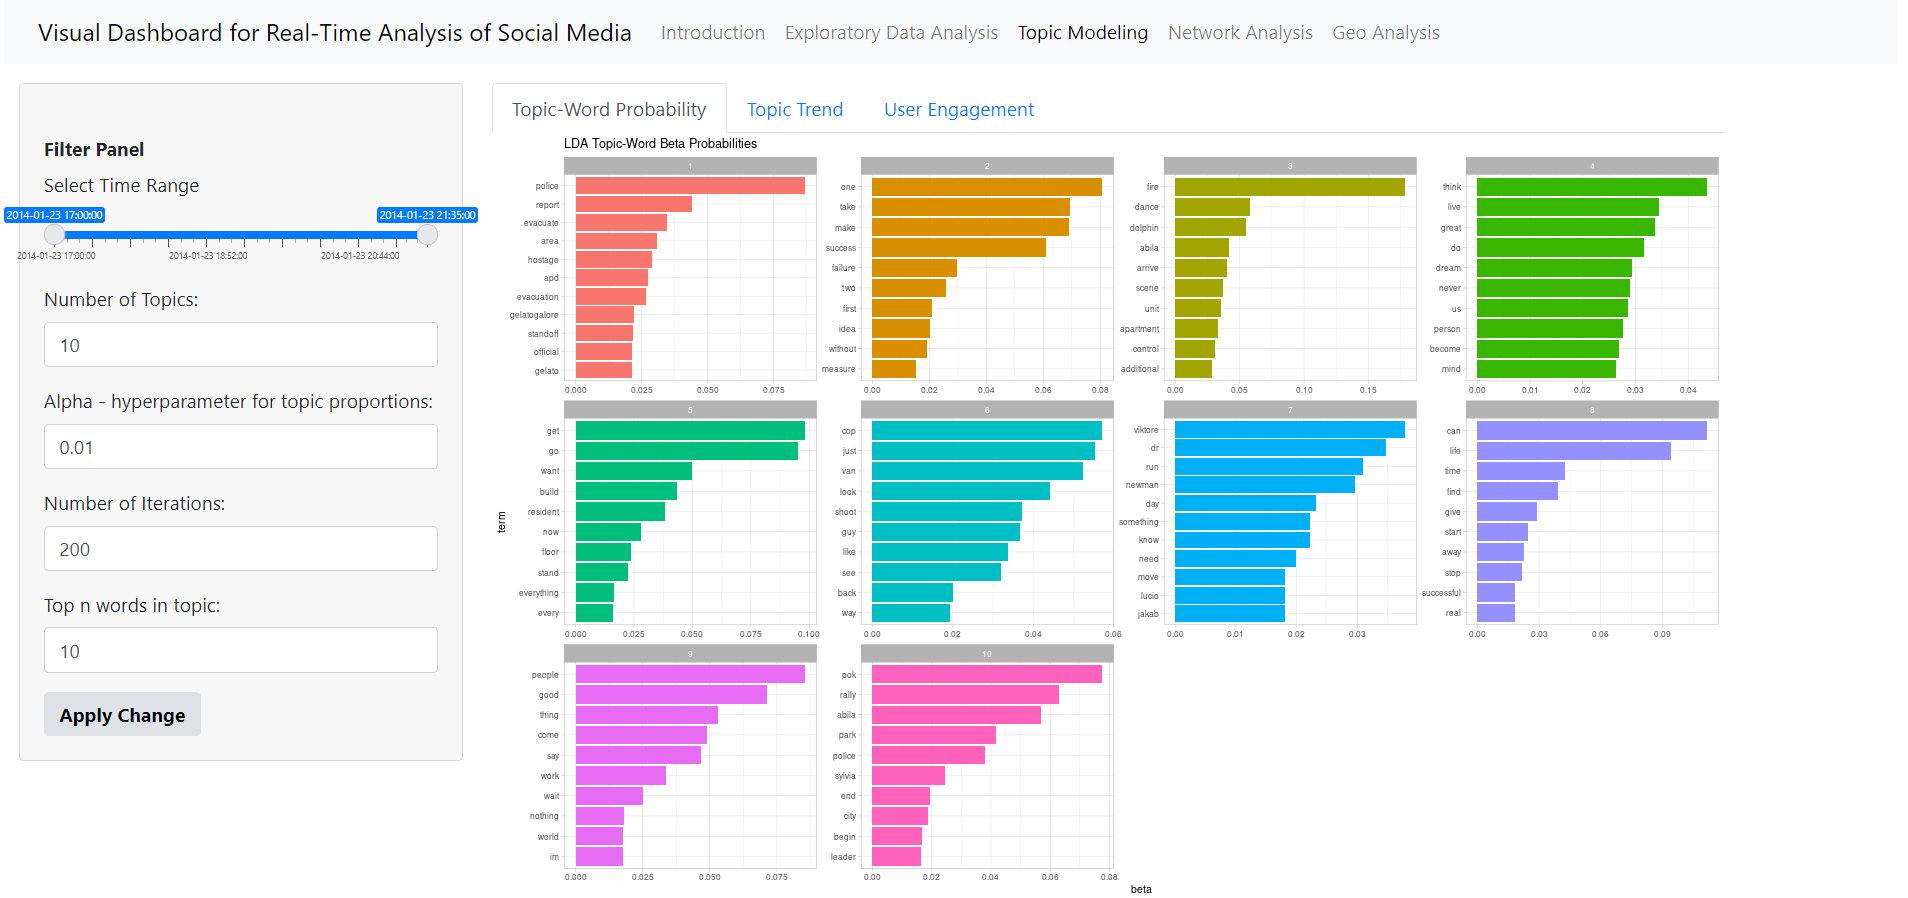 Visual Dashboard for Real-Time Analysis of Social Media Introduction Exploratory Data Analysis Topic Modeling Network Analysis Geo Analysis
Filter Panel
Select Time Range
2014-01-23 17:00:00 2014-01-23 21:35:00
2014-01-23 17:00:00 2014-01-23 18:52:00 2014-01-23 20:44:00
Number of Topics:
10
Alpha - hyperparameter for topic proportions:
0.01
Number of Iterations:
200
Top n words in topic:
10
Apply Change
Topic-Word Probability Topic Trend User Engagement
LDA Topic-Word Beta Probabilities
term
1
police
report
evacuate
area
hostage
apd
evacuation
gelatogalore
standoff
official
gelato
0.000 0.025 0.050 0.075
2
one
take
make
success
failure
two
first
idea
without
measure
0.00 0.02 0.04 0.06 0.08
3
fire
dance
dolphin
abila
arrive
scene
unit
apartment
control
additional
0.00 0.05 0.10 0.15
4
think
live
great
do
dream
never
us
person
become
mind
0.00 0.01 0.02 0.03 0.04
5
get
go
want
build
resident
now
floor
stand
everything
every
0.000 0.025 0.050 0.075 0.100
6
cop
just
van
look
shoot
guy
like
see
back
way
0.00 0.02 0.04 0.06
7
viktore
dr
run
newman
day
something
know
need
move
lucio
jakab
0.00 0.01 0.02 0.03
8
can
life
time
find
give
start
away
stop
successful
real
0.00 0.03 0.06 0.09
9
people
good
thing
come
say
work
wait
nothing
world
im
0.000 0.025 0.050 0.075
10
pok
rally
abila
park
police
sylvia
end
city
begin
leader
0.00 0.02 0.04 0.06 0.08
beta